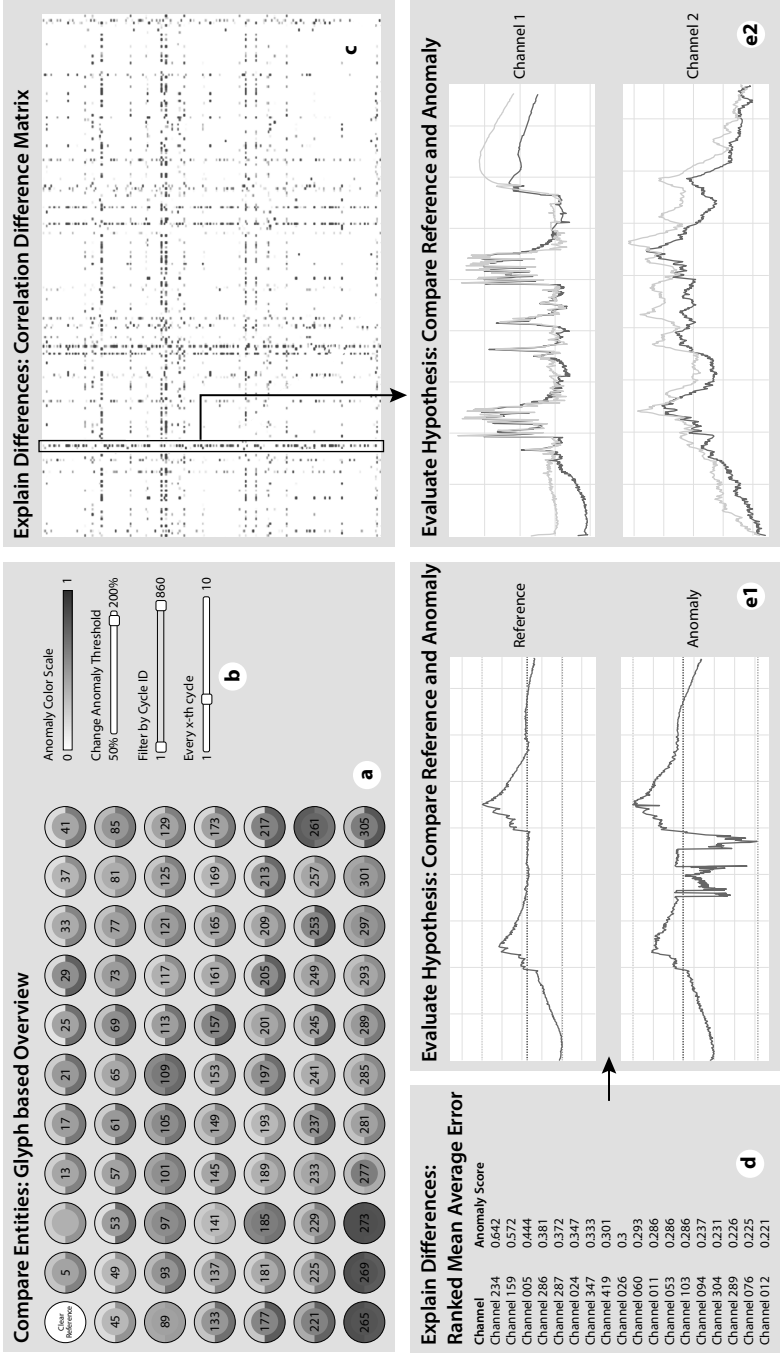 Compare Entities: Glyph based Overview
Clear
Reference
5
13
17
21
25
29
33
37
41
45
49
53
57
61
65
69
73
77
81
85
89
93
97
101
105
109
113
117
121
125
129
133
137
141
145
149
153
157
161
165
169
173
177
181
185
189
193
197
201
205
209
213
217
221
225
229
233
237
241
245
249
253
257
261
265
269
273
277
281
285
289
293
297
301
305
a
Anomaly Color Scale
0 1
Change Anomaly Threshold
50% 200%
Filter by Cycle ID
1 860
Every x-th cycle
1 10
b
Explain Differences: Correlation Difference Matrix
c
Explain Differences:
Ranked Mean Average Error
Channel Anomaly Score
Channel 234 0.642
Channel 159 0.572
Channel 005 0.444
Channel 286 0.381
Channel 287 0.372
Channel 024 0.347
Channel 347 0.333
Channel 419 0.301
Channel 026 0.3
Channel 060 0.293
Channel 011 0.286
Channel 053 0.286
Channel 103 0.286
Channel 094 0.237
Channel 304 0.231
Channel 289 0.226
Channel 076 0.225
Channel 012 0.221
d
Evaluate Hypothesis: Compare Reference and Anomaly
Reference
Anomaly
e1
Evaluate Hypothesis: Compare Reference and Anomaly
Channel 1
Channel 2
e2